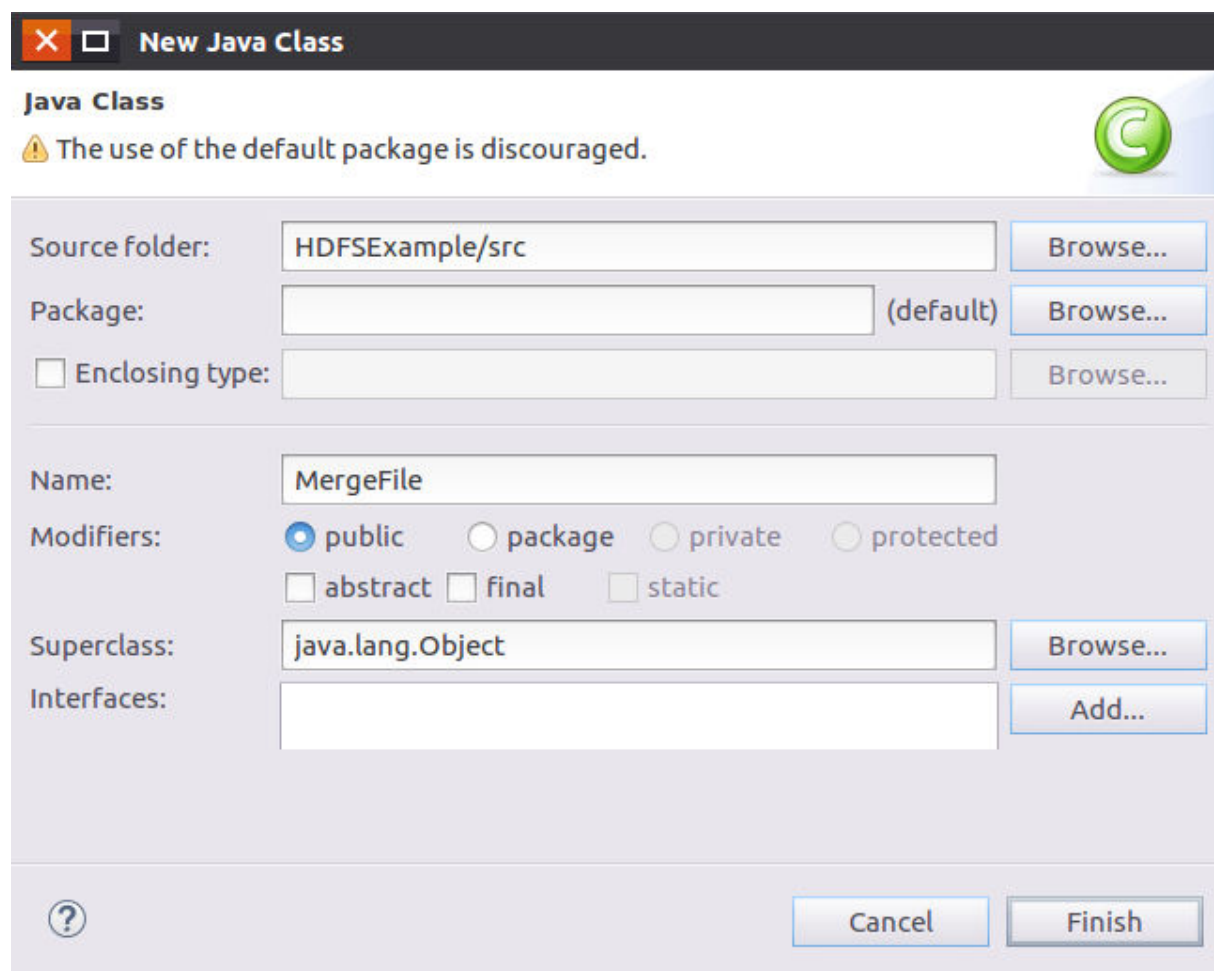 New Java Class
Java Class
The use of the default package is discouraged.
Source folder: HDFSExample/src Browse...
Package: (default) Browse...
Enclosing type: Browse...
Name: MergeFile
Modifiers: public package private protected
abstract final static
Superclass: java.lang.Object Browse...
Interfaces: Add...
? Cancel Finish